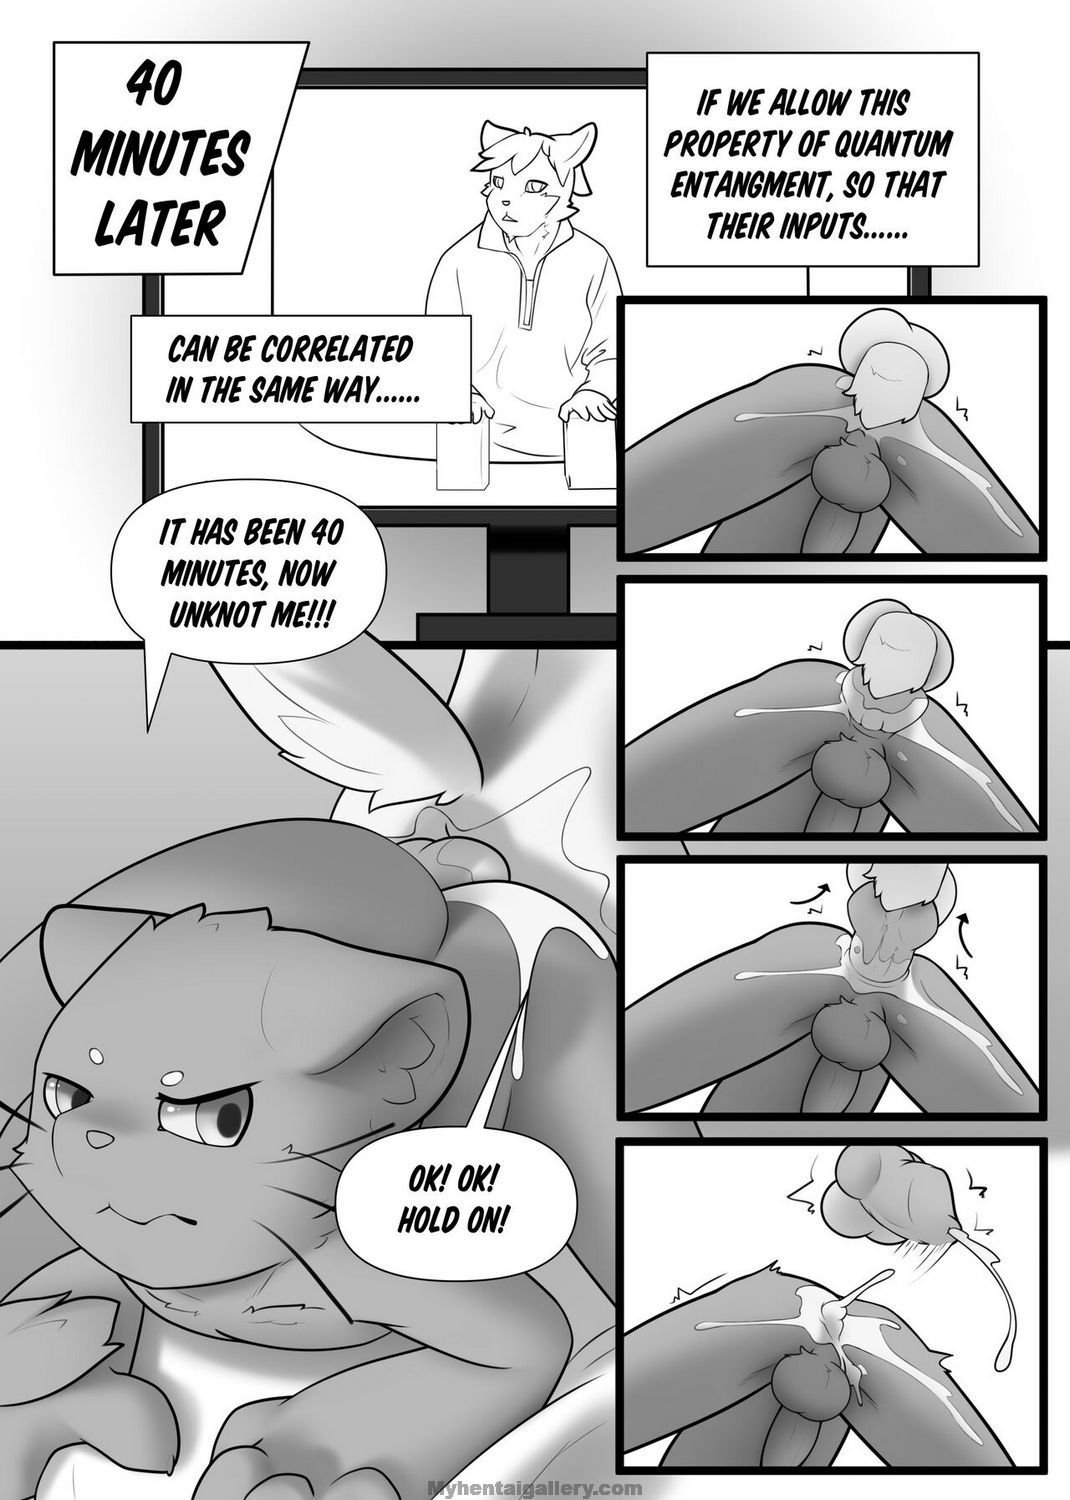 40
MINUTES
LATER
IF WE ALLOW THIS
PROPERTY OF QUANTUM
ENTANGMENT, SO THAT
THEIR INPUTS......
CAN BE CORRELATED
IN THE SAME WAY......
IT HAS BEEN 40
MINUTES, NOW
UNKNOT ME!!!
OK! OK!
HOLD ON!
Myhentaigallery.com